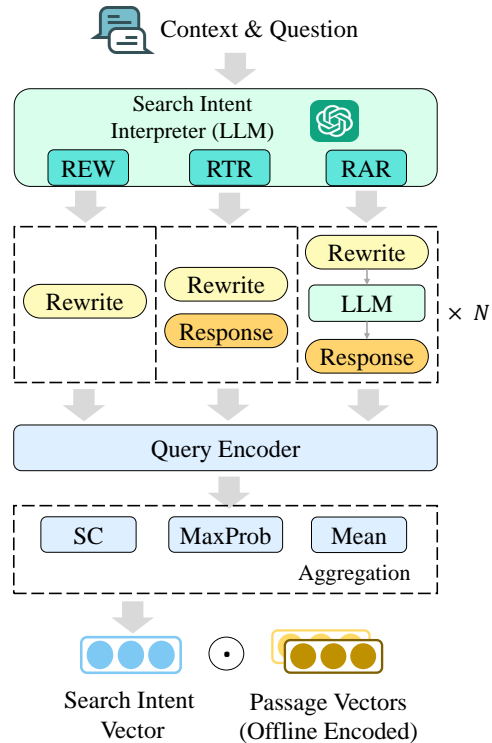 Context & Question
Search Intent
Interpreter (LLM)
REW
RTR
RAR
Rewrite
Rewrite
Response
Rewrite
LLM
Response
× N
Query Encoder
SC
MaxProb
Mean
Aggregation
Search Intent
Vector
Passage Vectors
(Offline Encoded)